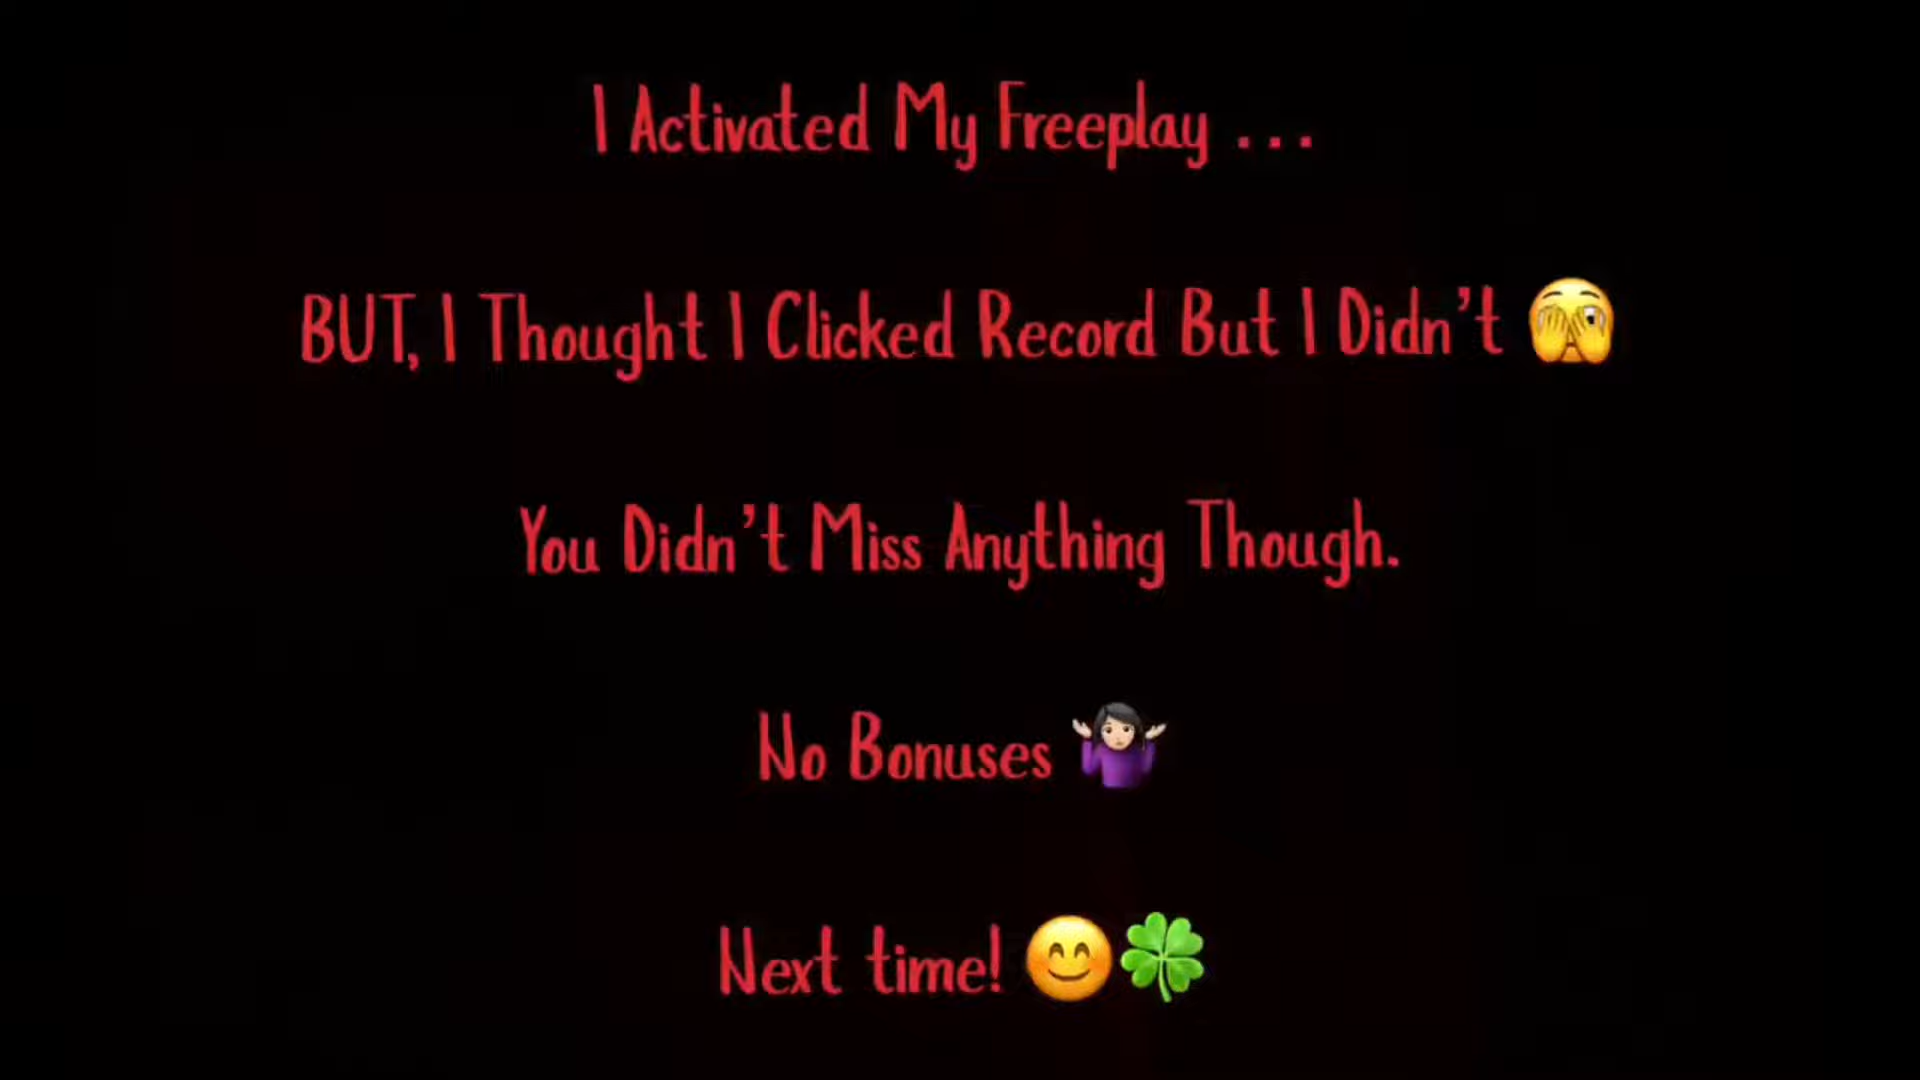 I Activated My Freeplay ...
BUT, I Thought I Clicked Record But I Didn't 🫣
You Didn't Miss Anything Though.
No Bonuses 🤷🏻‍♀️
Next time! 😊🍀